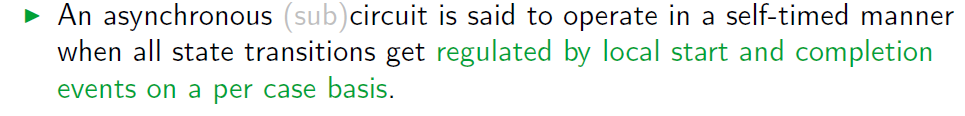 ► An asynchronous (sub)circuit is said to operate in a self-timed manner
when all state transitions get regulated by local start and completion
events on a per case basis.